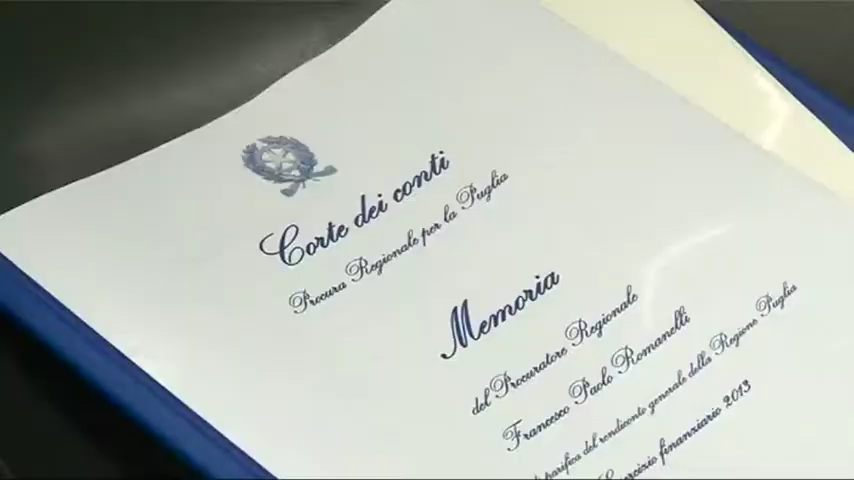 Corte dei conti
Procura Regionale per la Puglia
Memoria
del Procuratore Regionale
Francesco Paolo Romanelli
parifica del rendiconto generale della Regione Puglia
finanziario 2013